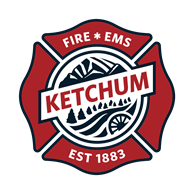 FIRE * EMS
KETCHUM
EST 1883